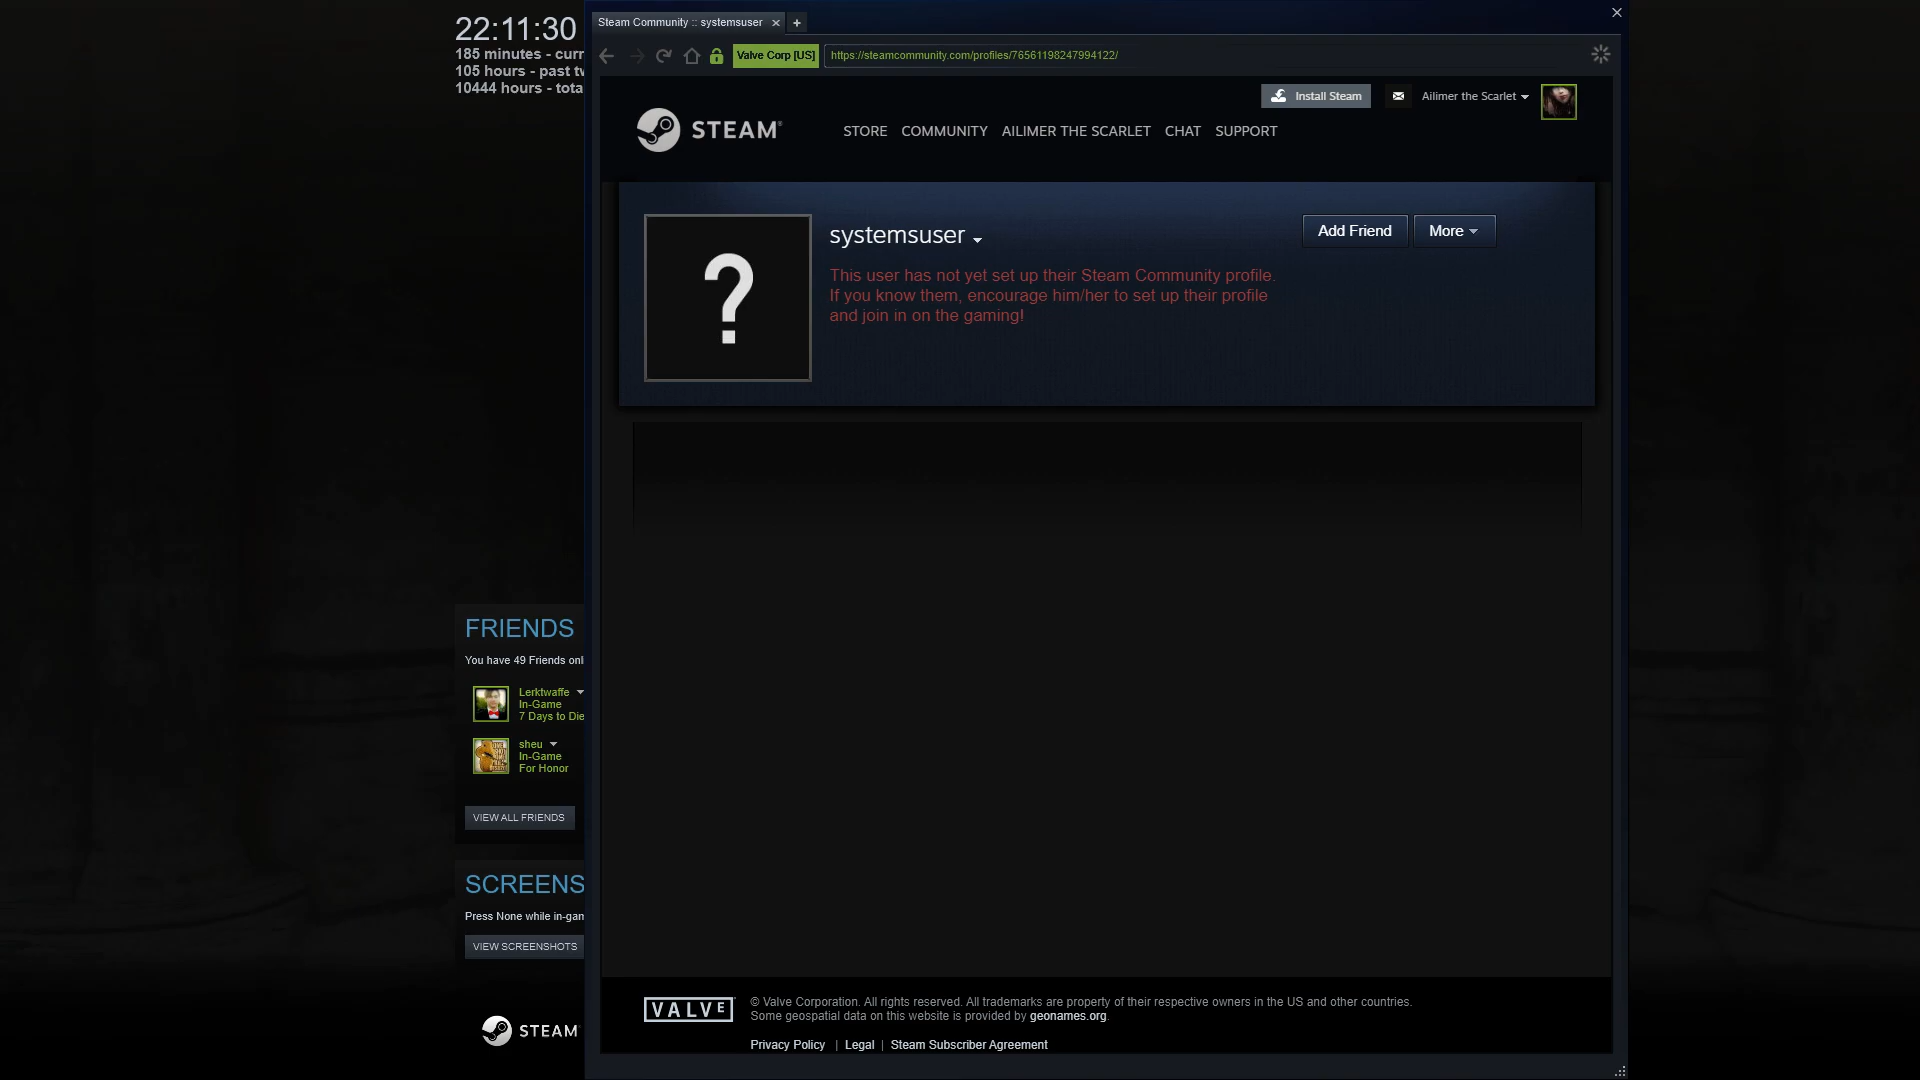 22:11:30
185 minutes - curr
105 hours - past tw
10444 hours - tota
Steam Community :: systemsuser
Valve Corp [US]
https://steamcommunity.com/profiles/76561198247994122/
Install Steam
Ailimer the Scarlet
STEAM
STORE COMMUNITY AILIMER THE SCARLET CHAT SUPPORT
systemsuser
Add Friend
More
This user has not yet set up their Steam Community profile.
If you know them, encourage him/her to set up their profile
and join in on the gaming!
?
FRIENDS
You have 49 Friends onl
Lerktwaffe
In-Game
7 Days to Die
sheu
In-Game
For Honor
VIEW ALL FRIENDS
SCREENS
Press None while in-gam
VIEW SCREENSHOTS
STEAM
VALVE
© Valve Corporation. All rights reserved. All trademarks are property of their respective owners in the US and other countries.
Some geospatial data on this website is provided by geonames.org.
Privacy Policy | Legal | Steam Subscriber Agreement